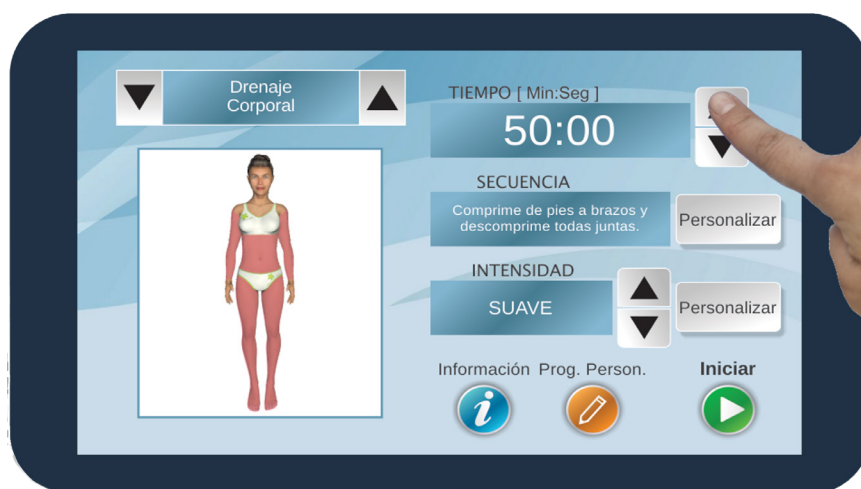 Drenaje
Corporal
TIEMPO [ Min:Seg ]
50:00
SECUENCIA
Comprime de pies a brazos y
descomprime todas juntas.
Personalizar
INTENSIDAD
SUAVE
Personalizar
Información
Prog. Person.
Iniciar